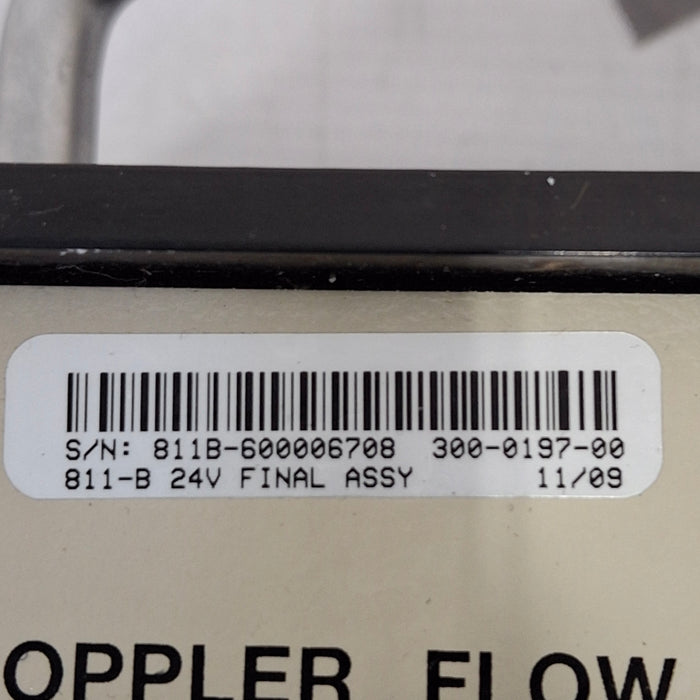 S/N: 811B-600006708 300-0197-00
811-B 24V FINAL ASSY 11/09
OPPLER FLOW